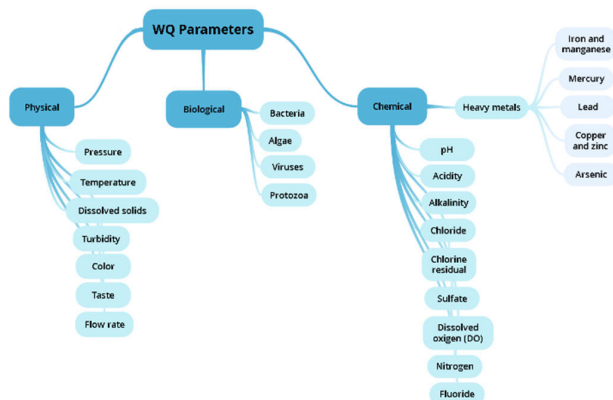 WQ Parameters
Physical
Pressure
Temperature
Dissolved solids
Turbidity
Color
Taste
Flow rate
Biological
Bacteria
Algae
Viruses
Protozoa
Chemical
pH
Acidity
Alkalinity
Chloride
Chlorine
residual
Sulfate
Dissolved
oxigen (DO)
Nitrogen
Fluoride
Heavy metals
Iron and
manganese
Mercury
Lead
Copper
and zinc
Arsenic